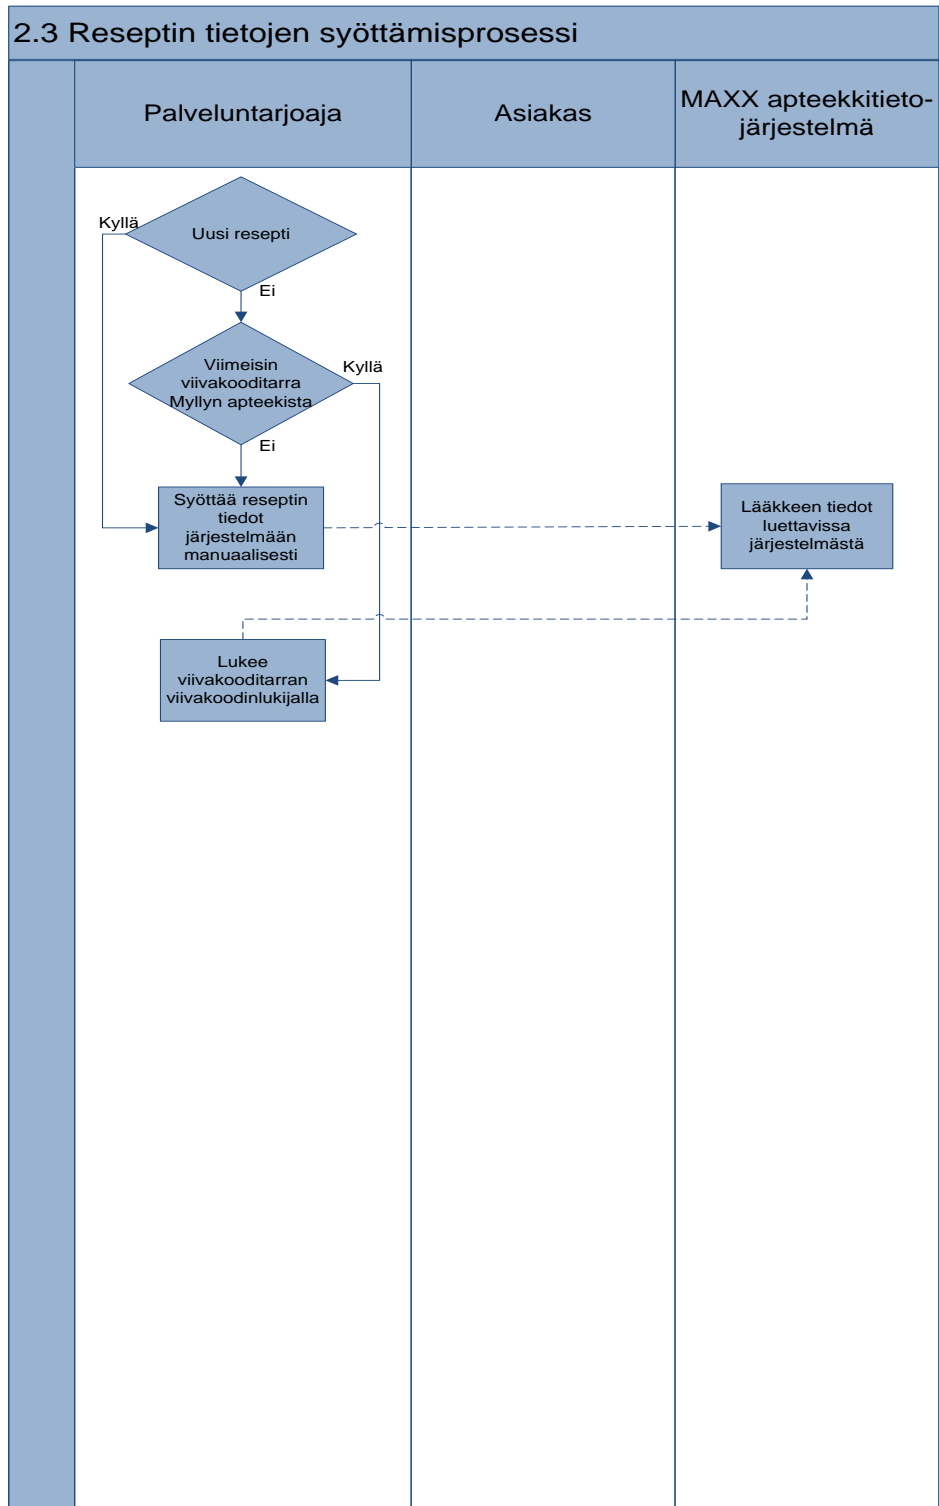 2.3 Reseptin tietojen syöttämisprosessi
Palveluntarjoaja
Asiakas
MAXX apteekkitieto-
järjestelmä
Kyllä
Uusi resepti
Ei
Viimeisin
viivakooditarra
Myllyn apteekista
Kyllä
Ei
Syöttää reseptin
tiedot
järjestelmään
manuaalisesti
Lääkkeen tiedot
luettavissa
järjestelmästä
Lukee
viivakooditarran
viivakoodinlukijalla